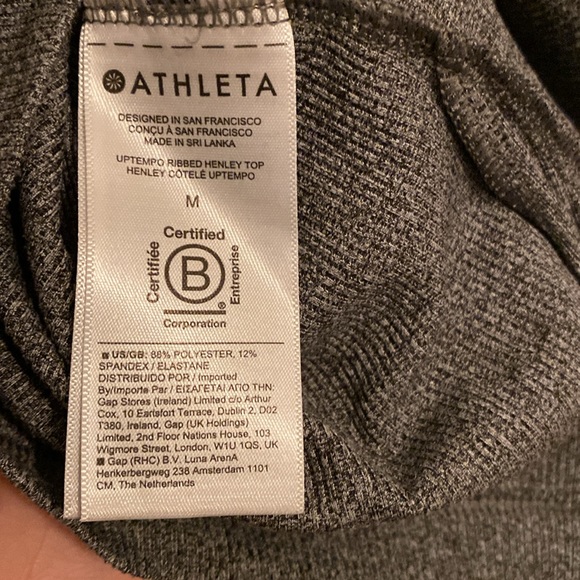 ATHLETA
DESIGNED IN SAN FRANCISCO
CONÇU À SAN FRANCISCO
MADE IN SRI LANKA
UPTEMPO RIBBED HENLEY TOP
HENLEY CÔTELÉ UPTEMPO
M
Certified
Certifiée
B
Entreprise
®
Corporation
US/GB: 88% POLYESTER, 12%
SPANDEX / ELASTANE
DISTRIBUIDO POR / Imported
By/Importe Par / ΕΙΣΑΓΕΤΑΙ ΑΠΟ ΤΗΝ:
Gap Stores (Ireland) Limited c/o Arthur
Cox, 10 Earlsfort Terrace, Dublin 2, D02
T380, Ireland, Gap (UK Holdings)
Limited, 2nd Floor Nations House, 103
Wigmore Street, London, W1U 1QS, UK
Gap (RHC) B.V. Luna ArenA
Herikerbergweg 238 Amsterdam 1101
CM, The Netherlands